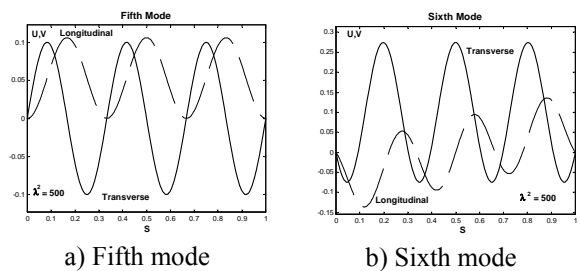 Fifth Mode
U,V
Longitudinal
0.1
0.05
0
-0.05
-0.1
λ² = 500
Transverse
0 0.1 0.2 0.3 0.4 0.5 0.6 0.7 0.8 0.9 1
S
a) Fifth mode
Sixth Mode
0.3
U,V
0.25
Transverse
0.2
0.15
0.1
0.05
0
-0.05
-0.1
Longitudinal
λ² = 500
-0.15
0 0.1 0.2 0.3 0.4 0.5 0.6 0.7 0.8 0.9 1
S
b) Sixth mode